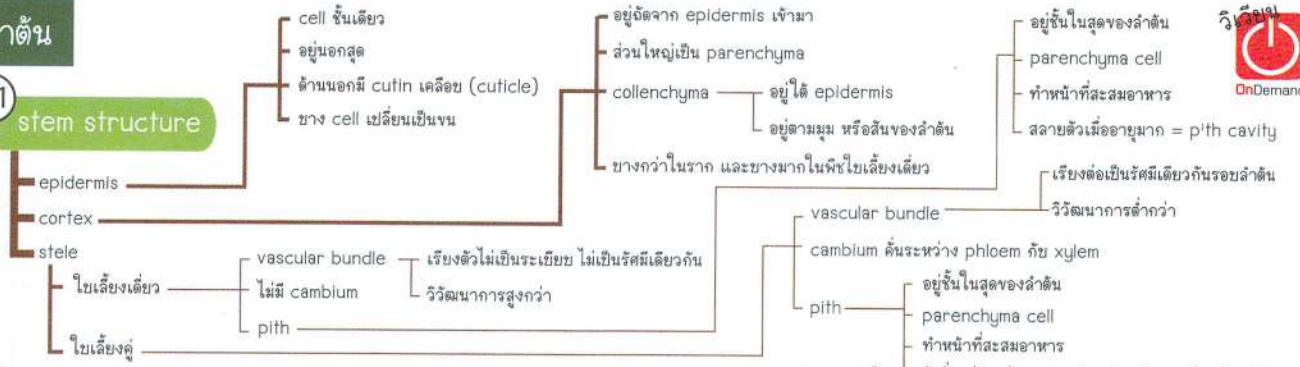 วิเวียน
OnDemand
1
stem structure
epidermis
cell ชั้นเดียว
อยู่นอกสุด
ด้านนอกมี cutin เคลือบ (cuticle)
บาง cell เปลี่ยนเป็นขน
cortex
อยู่ถัดจาก epidermis เข้ามา
ส่วนใหญ่เป็น parenchyma
collenchyma
อยู่ใต้ epidermis
อยู่ตามมุม หรือสันของลำต้น
บางกว่าในราก และบางมากในพืชใบเลี้ยงเดี่ยว
stele
ใบเลี้ยงเดี่ยว
vascular bundle
เรียงตัวไม่เป็นระเบียบ ไม่เป็นรัศมีเดียวกัน
วิวัฒนาการสูงกว่า
ไม่มี cambium
pith
อยู่ชั้นในสุดของลำต้น
parenchyma cell
ทำหน้าที่สะสมอาหาร
สลายตัวเมื่ออายุมาก = pith cavity
ใบเลี้ยงคู่
vascular bundle
เรียงต่อเป็นรัศมีเดียวกันรอบลำต้น
วิวัฒนาการต่ำกว่า
cambium คั่นระหว่าง phloem กับ xylem
pith
อยู่ชั้นในสุดของลำต้น
parenchyma cell
ทำหน้าที่สะสมอาหาร